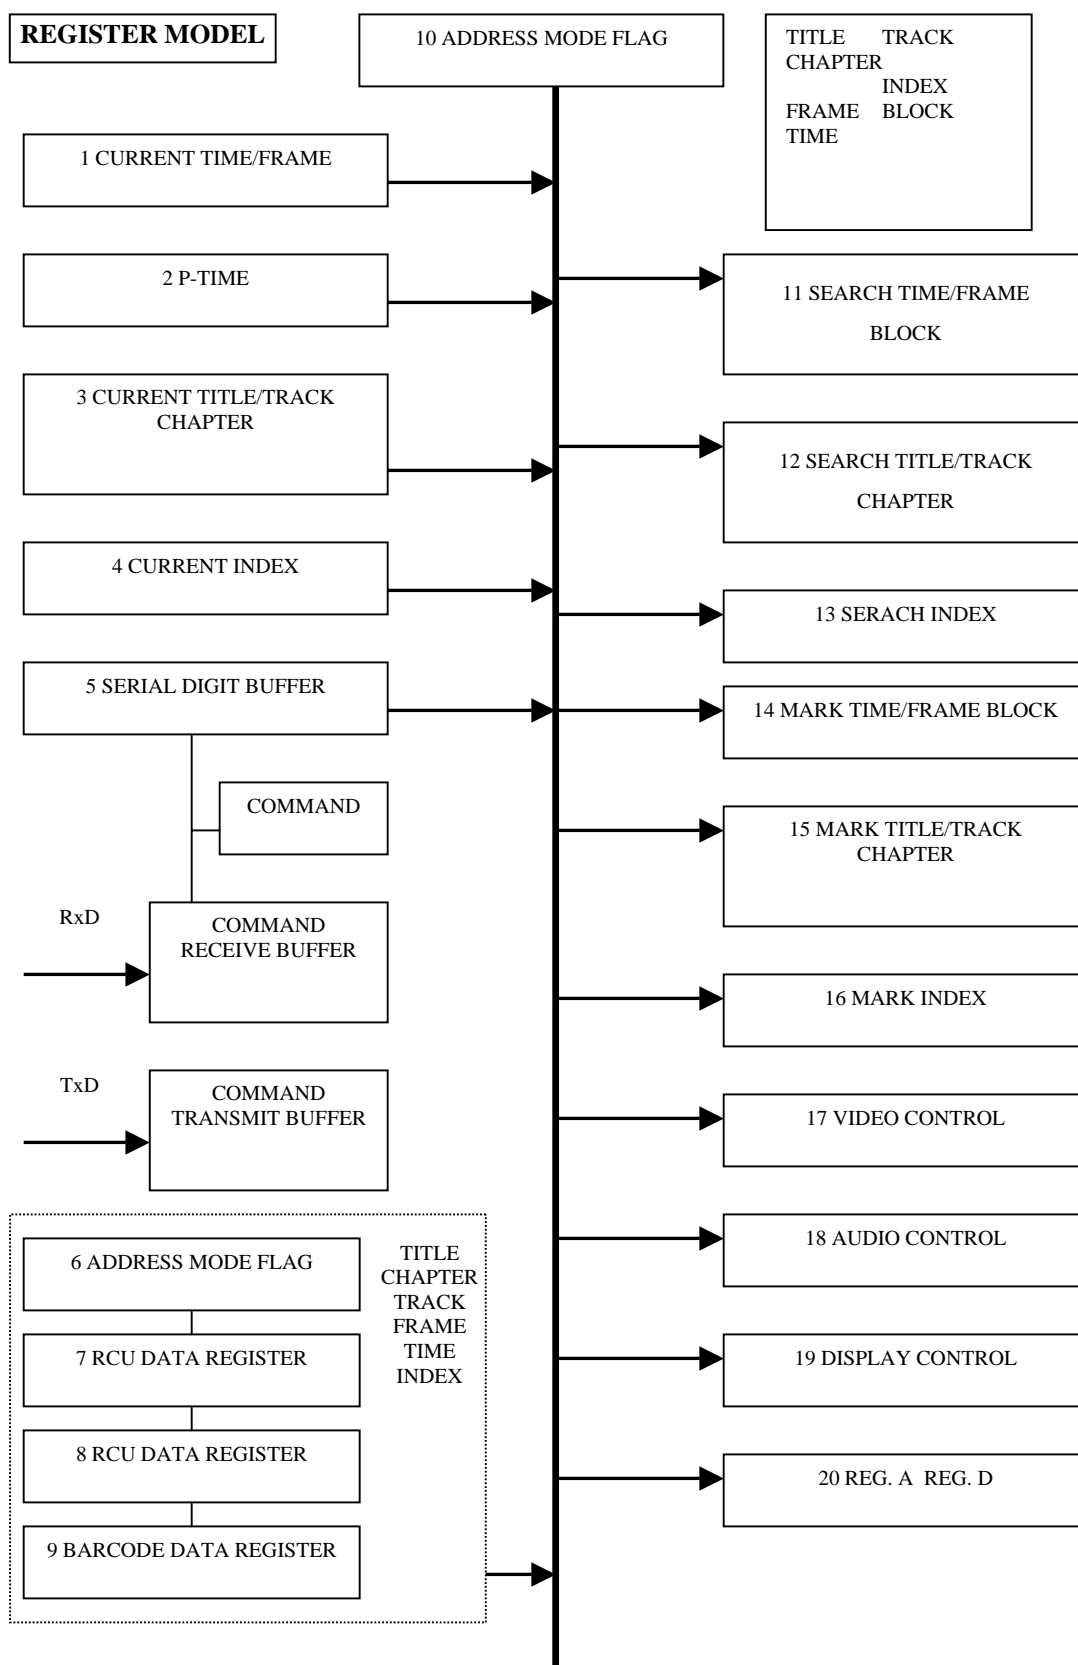 REGISTER MODEL
10 ADDRESS MODE FLAG
TITLE TRACK
CHAPTER
INDEX
FRAME BLOCK
TIME
1 CURRENT TIME/FRAME
2 P-TIME
3 CURRENT TITLE/TRACK
CHAPTER
4 CURRENT INDEX
5 SERIAL DIGIT BUFFER
COMMAND
RxD
COMMAND
RECEIVE BUFFER
TxD
COMMAND
TRANSMIT BUFFER
6 ADDRESS MODE FLAG
7 RCU DATA REGISTER
8 RCU DATA REGISTER
9 BARCODE DATA REGISTER
TITLE
CHAPTER
TRACK
FRAME
TIME
INDEX
11 SEARCH TIME/FRAME
BLOCK
12 SEARCH TITLE/TRACK
CHAPTER
13 SERACH INDEX
14 MARK TIME/FRAME BLOCK
15 MARK TITLE/TRACK
CHAPTER
16 MARK INDEX
17 VIDEO CONTROL
18 AUDIO CONTROL
19 DISPLAY CONTROL
20 REG. A REG. D